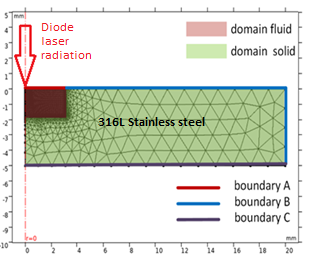 5 mm
4
3
2
1
0
-1
-2
-3
-4
-5
-6
-7
-8
-9
-10
Diode
laser
radiation
domain fluid
domain solid
316L Stainless steel
boundary A
boundary B
boundary C
r=0
0 2 4 6 8 10 12 14 16 18 20 mm